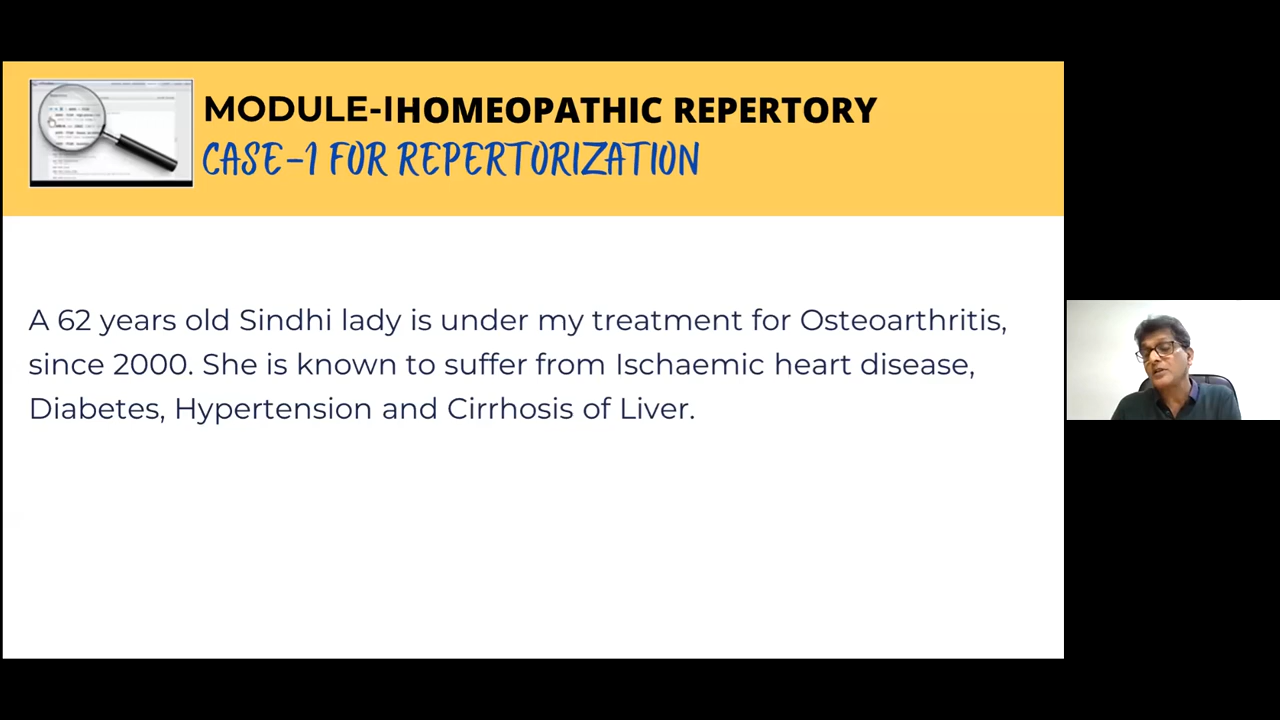 MODULE-IHOMEOPATHIC REPERTORY
CASE-1 FOR REPERTORIZATION
A 62 years old Sindhi lady is under my treatment for Osteoarthritis,
since 2000. She is known to suffer from Ischaemic heart disease,
Diabetes, Hypertension and Cirrhosis of Liver.